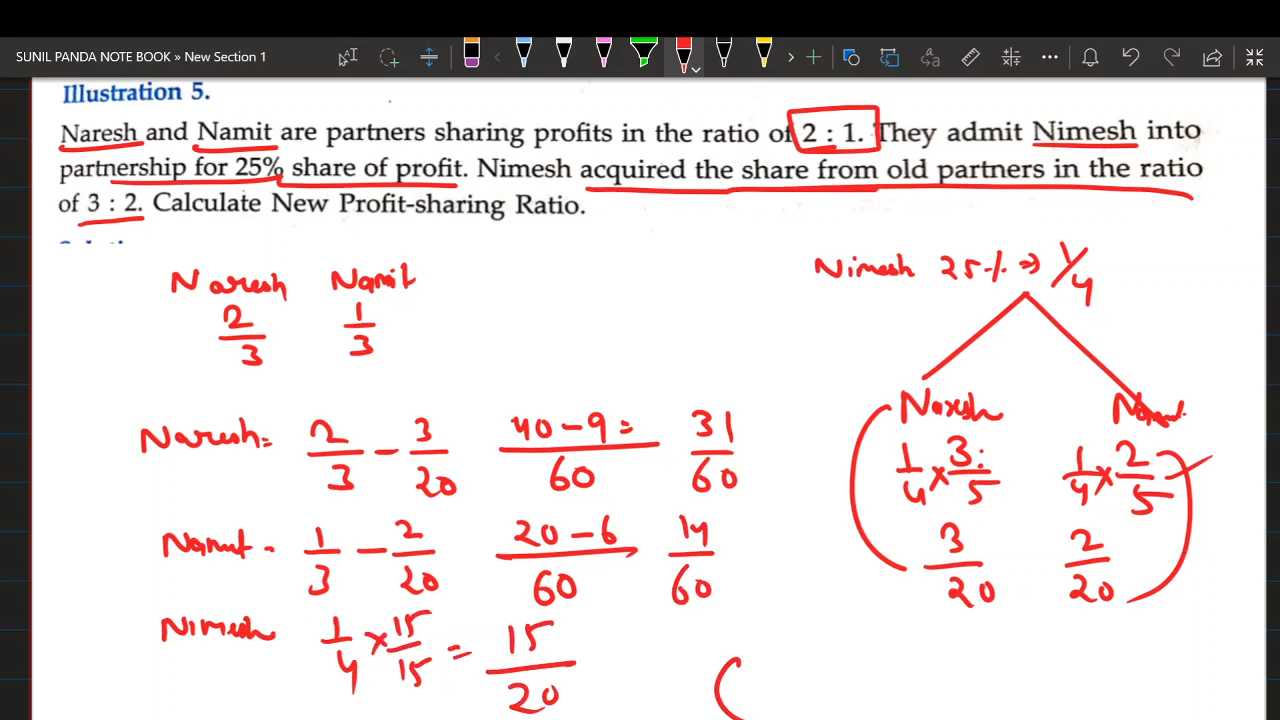 SUNIL PANDA NOTE BOOK » New Section 1
Illustration 5.
Naresh and Namit are partners sharing profits in the ratio of 2 : 1. They admit Nimesh into
partnership for 25% share of profit. Nimesh acquired the share from old partners in the ratio
of 3 : 2. Calculate New Profit-sharing Ratio.
Nimesh 25% ⇒ 1/4
Naresh Namit
2/3 1/3
Naresh Namit
Naresh = 2/3 - 3/20 40 - 9 = /60 31/60
1/4 × 3:/5 1/4 × 2/5
Namit - 1/3 - 2/20 20 - 6/60 14/60
3/20 2/20
Nimesh 1/4 × 15/15 = 15/20
(